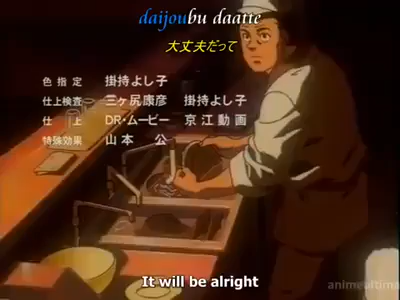 daijoubu daatte
大丈夫だって
色指定 掛持よし子
仕上検査 三ヶ尻康彦 掛持よし子
仕上 DR・ムービー 京江動画
特殊効果 山本 公
It will be alright
animealtima